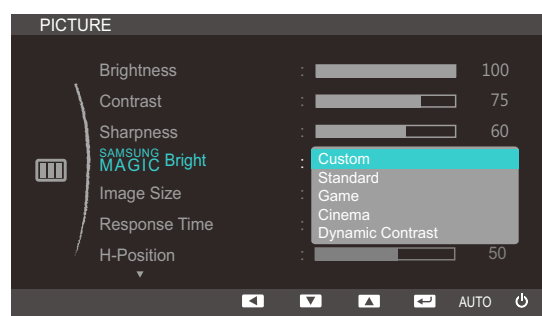 PICTURE
Brightness : 100
Contrast : 75
Sharpness : 60
SAMSUNG
MAGIC Bright : Custom
Standard
Image Size :
Game
Cinema
Response Time :
Dynamic Contrast
H-Position : 50
AUTO